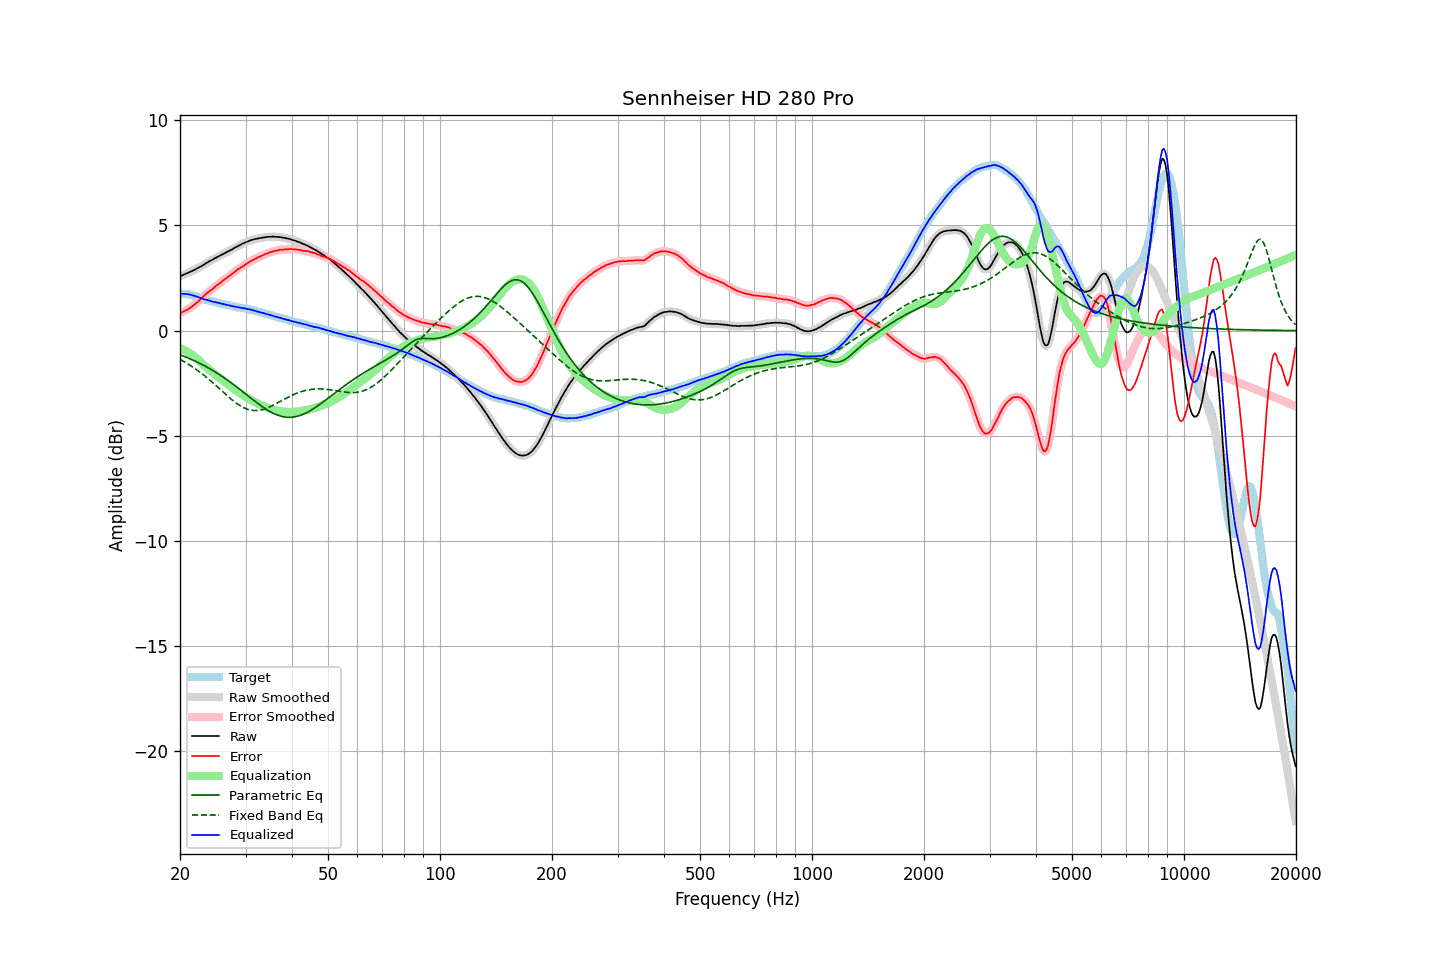 Sennheiser HD 280 Pro
10
5
0
−5
−10
−15
−20
Amplitude (dBr)
Target
Raw Smoothed
Error Smoothed
Raw
Error
Equalization
Parametric Eq
Fixed Band Eq
Equalized
20 50 100 200 500 1000 2000 5000 10000 20000
Frequency (Hz)